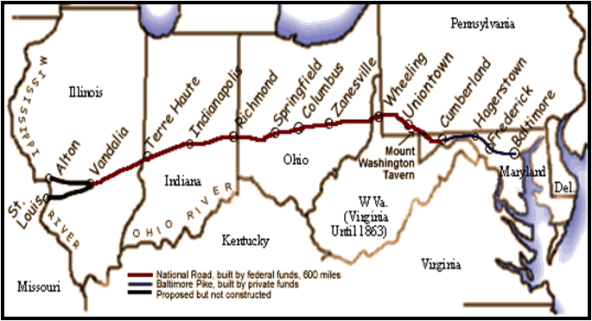 Pennsylvania
MISSISSIPPI
RIVER
Illinois
Alton
St.
Louis
Vandalia
Terre Haute
Indianapolis
Richmond
Springfield
Columbus
Zanesville
Wheeling
Uniontown
Cumberland
Hagerstown
Frederick
Baltimore
Mount
Washington
Tavern
Indiana
Ohio
Maryland
Del.
W Va.
(Virginia
Until 1863)
OHIO RIVER
Kentucky
Virginia
Missouri
National Road, built by federal funds, 600 miles
Baltimore Pike, built by private funds
Proposed but not constructed